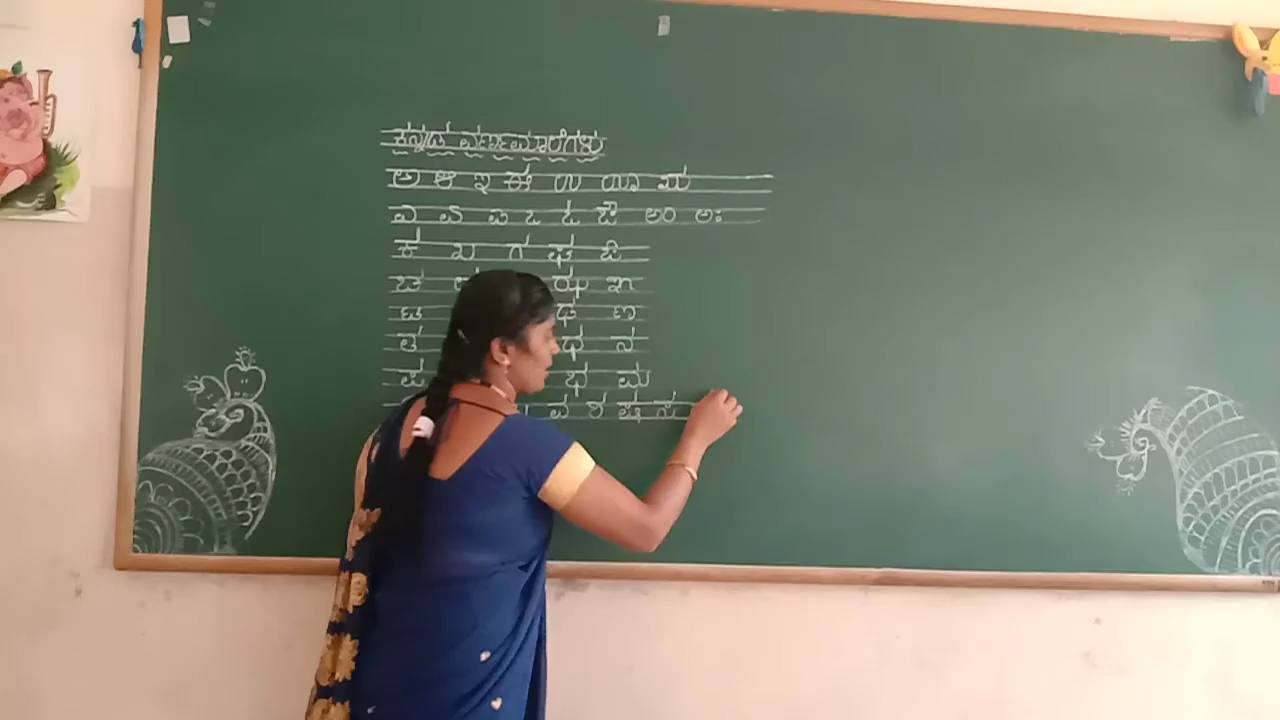 ಕನ್ನಡ ವರ್ಣಮಾಲೆಗಳು
ಅ ಆ ಇ ಈ ಉ ಊ ಋ
ಎ ಏ ಐ ಒ ಓ ಔ ಅಂ ಅಃ
ಕ ಖ ಗ ಘ ಙ
ಚ ಝ ಞ
ಟ ಢ ಣ
ತ ಧ ನ
ಪ ಭ ಮ
ವ ಶ ಷ ಸ